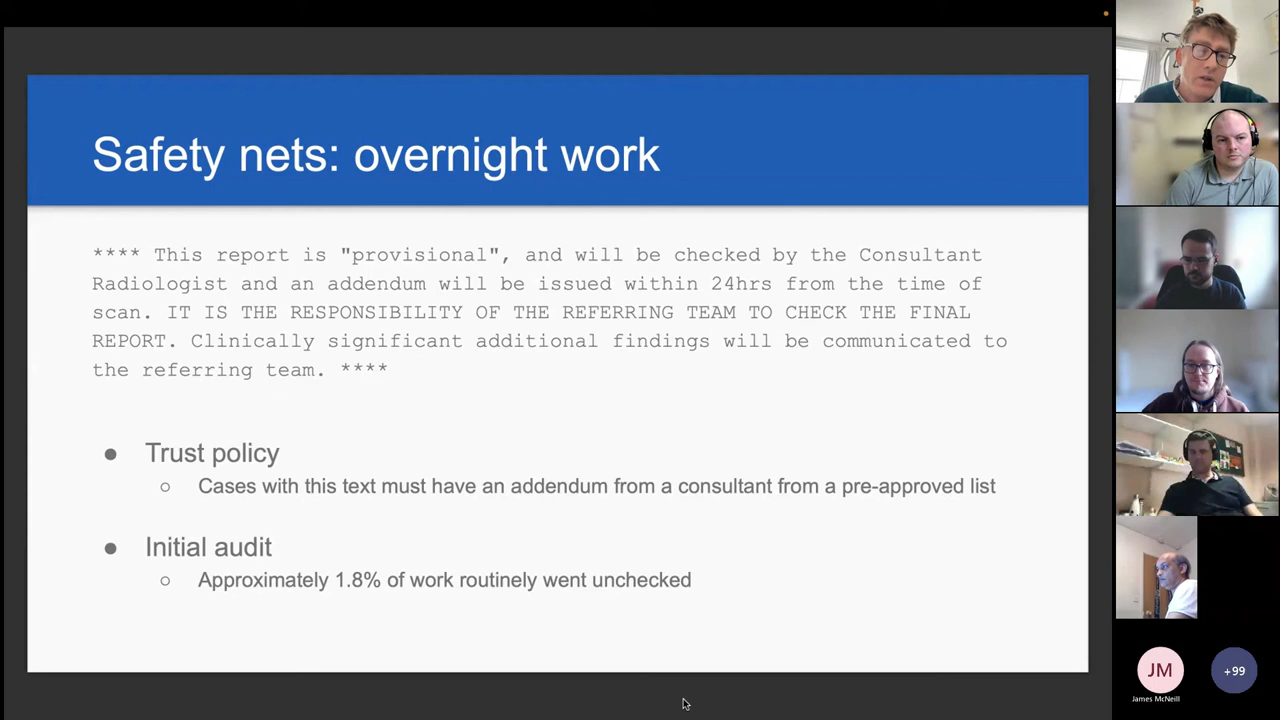 Safety nets: overnight work
**** This report is "provisional", and will be checked by the Consultant
Radiologist and an addendum will be issued within 24hrs from the time of
scan. IT IS THE RESPONSIBILITY OF THE REFERRING TEAM TO CHECK THE FINAL
REPORT. Clinically significant additional findings will be communicated to
the referring team. ****
● Trust policy
○ Cases with this text must have an addendum from a consultant from a pre-approved list
● Initial audit
○ Approximately 1.8% of work routinely went unchecked
JM
James McNeill
+99